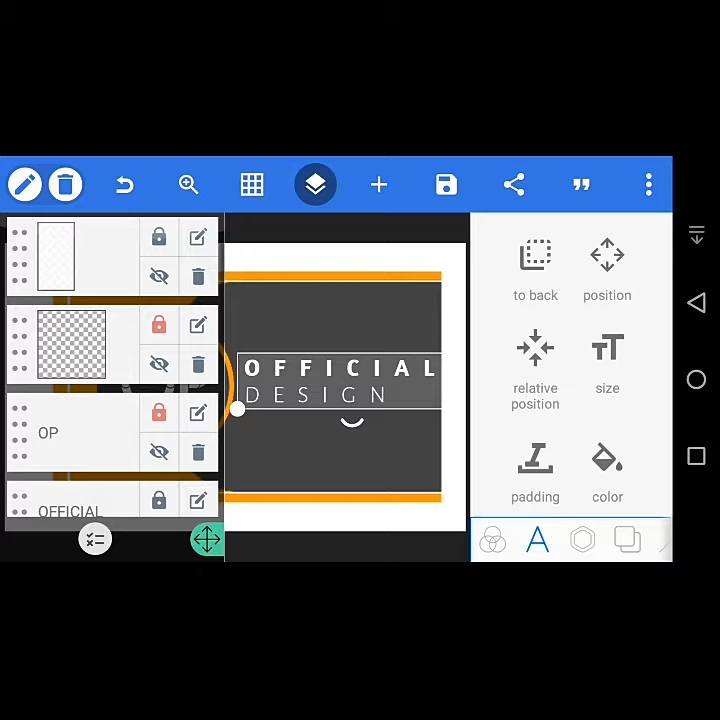 OP
OFFICIAL
OFFICIAL
DESIGN
to back
position
relative
position
size
padding
color